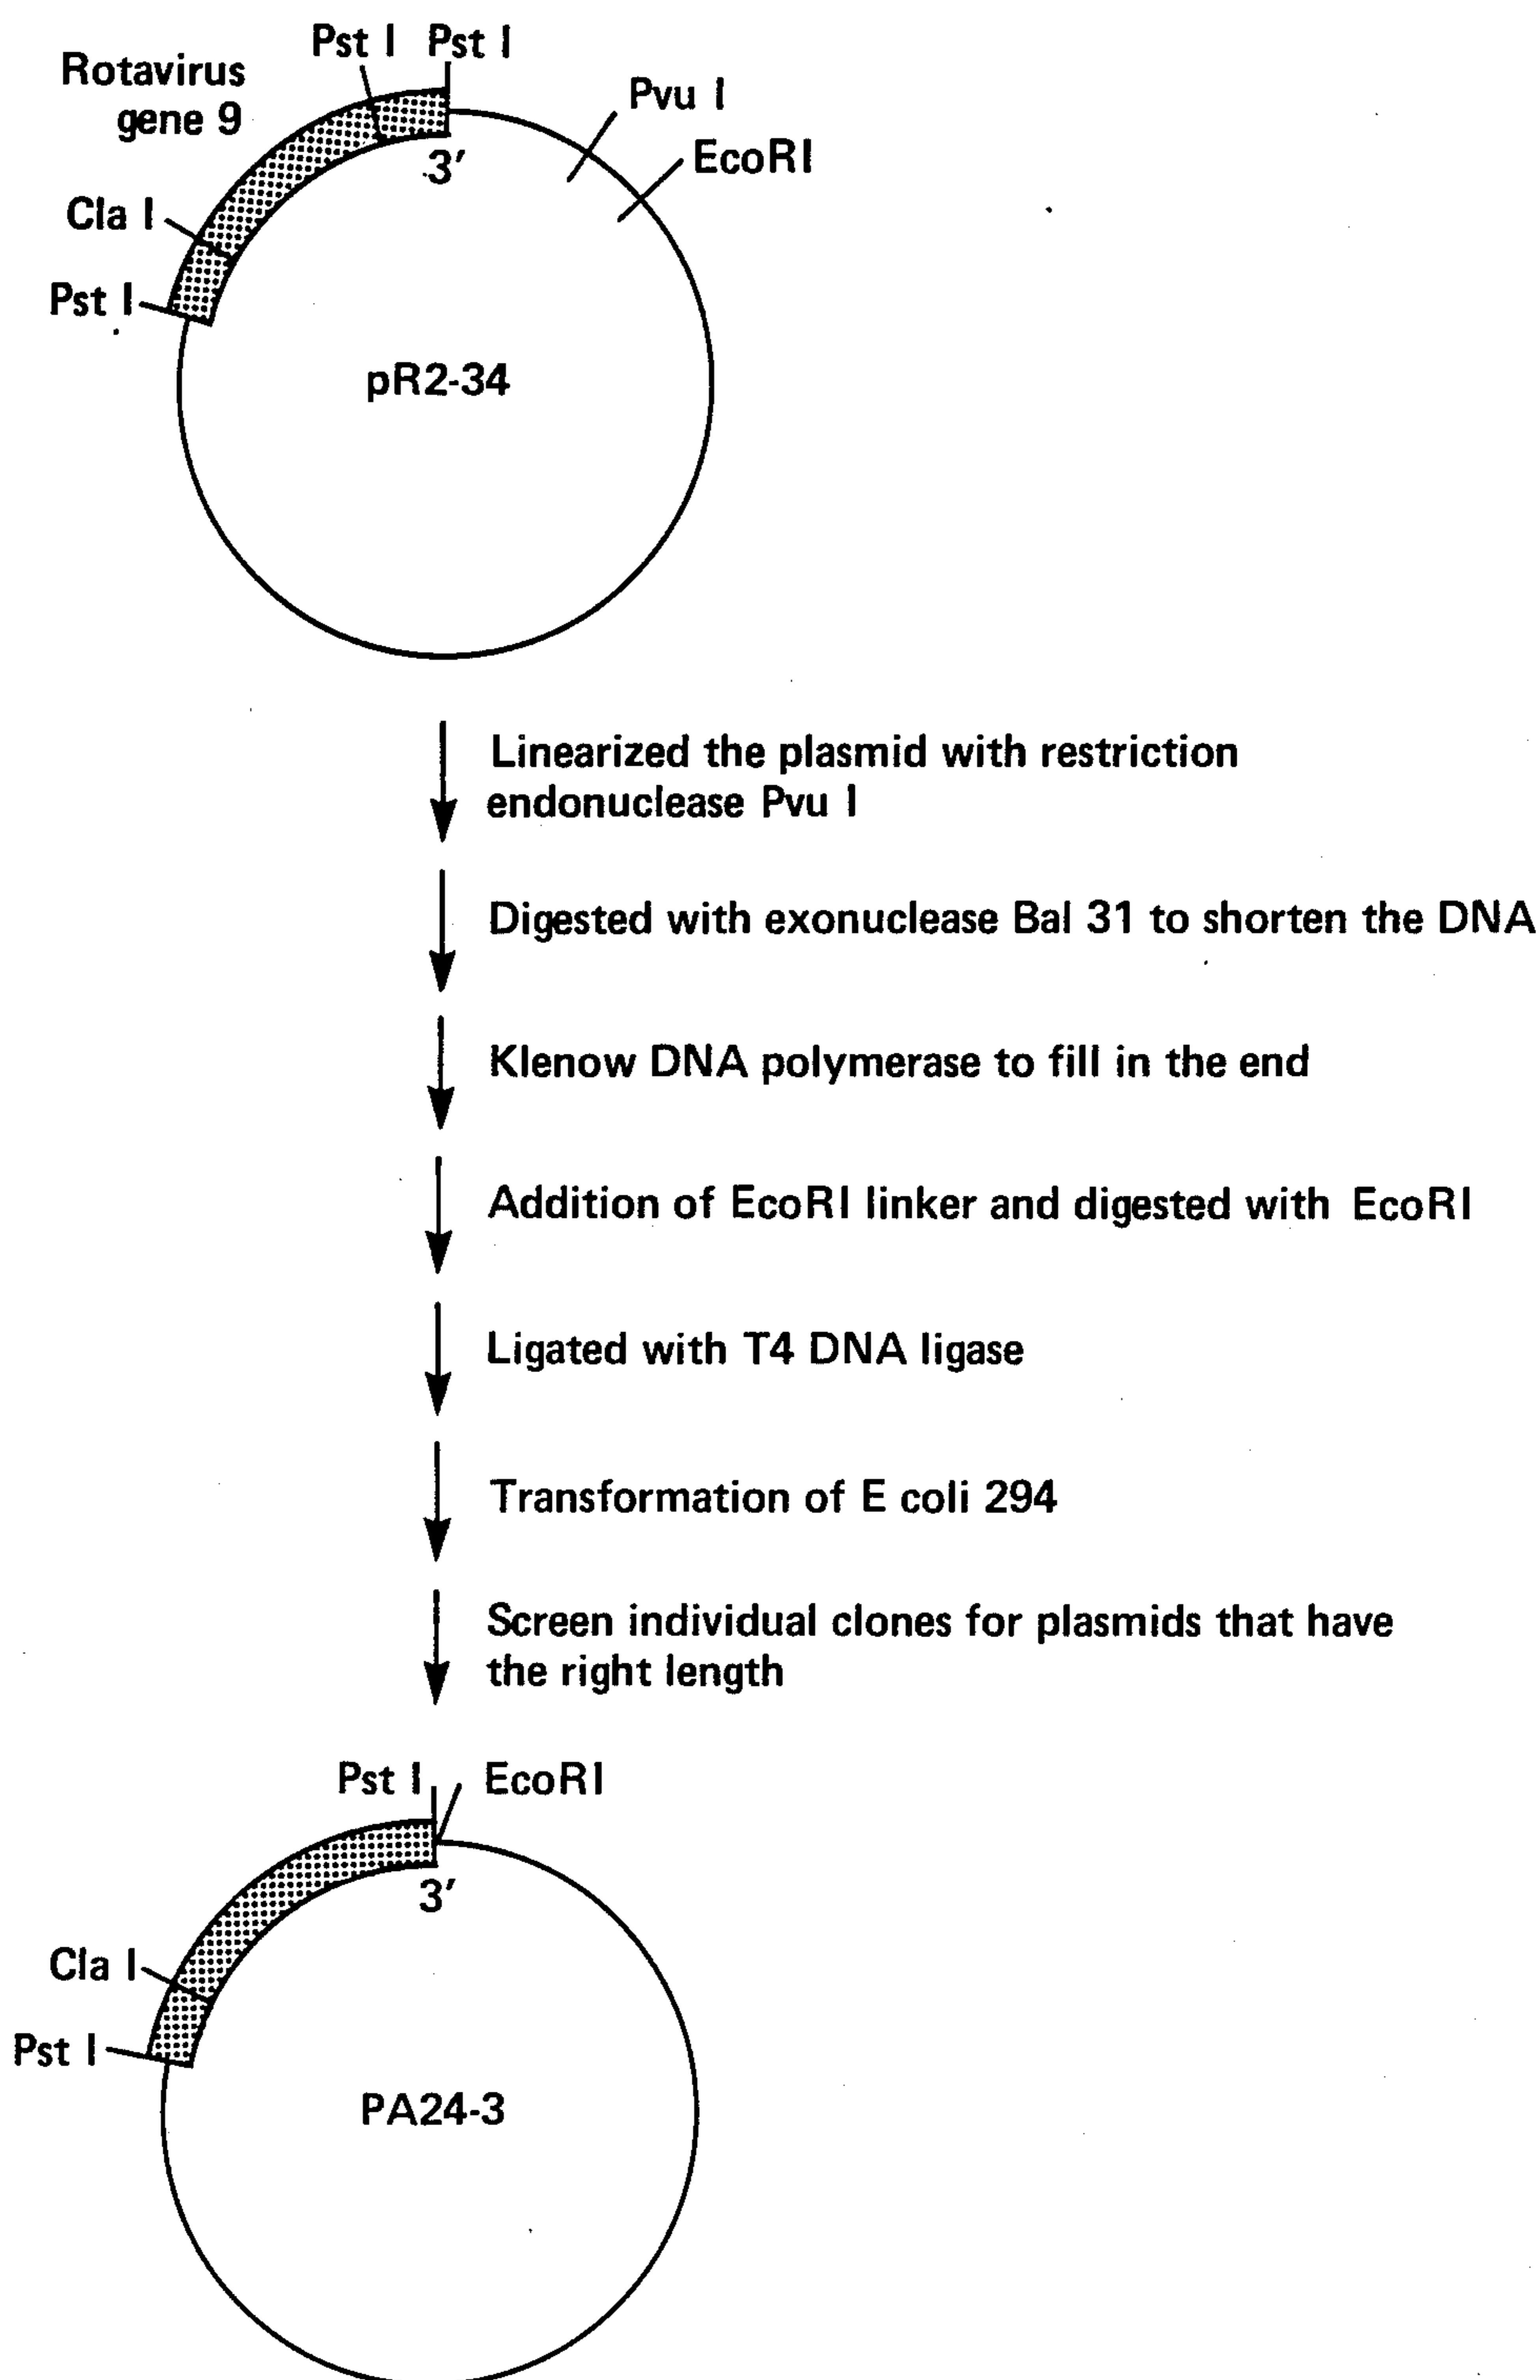 Pst I Pst I
Rotavirus
gene 9
Pvu I
EcoRI
3'
Cla I
Pst I
pR2-34
Linearized the plasmid with restriction
endonuclease Pvu I
Digested with exonuclease Bal 31 to shorten the DNA
Klenow DNA polymerase to fill in the end
Addition of EcoRI linker and digested with EcoRI
Ligated with T4 DNA ligase
Transformation of E coli 294
Screen individual clones for plasmids that have
the right length
Pst I EcoRI
3'
Cla I
Pst I
PA24-3